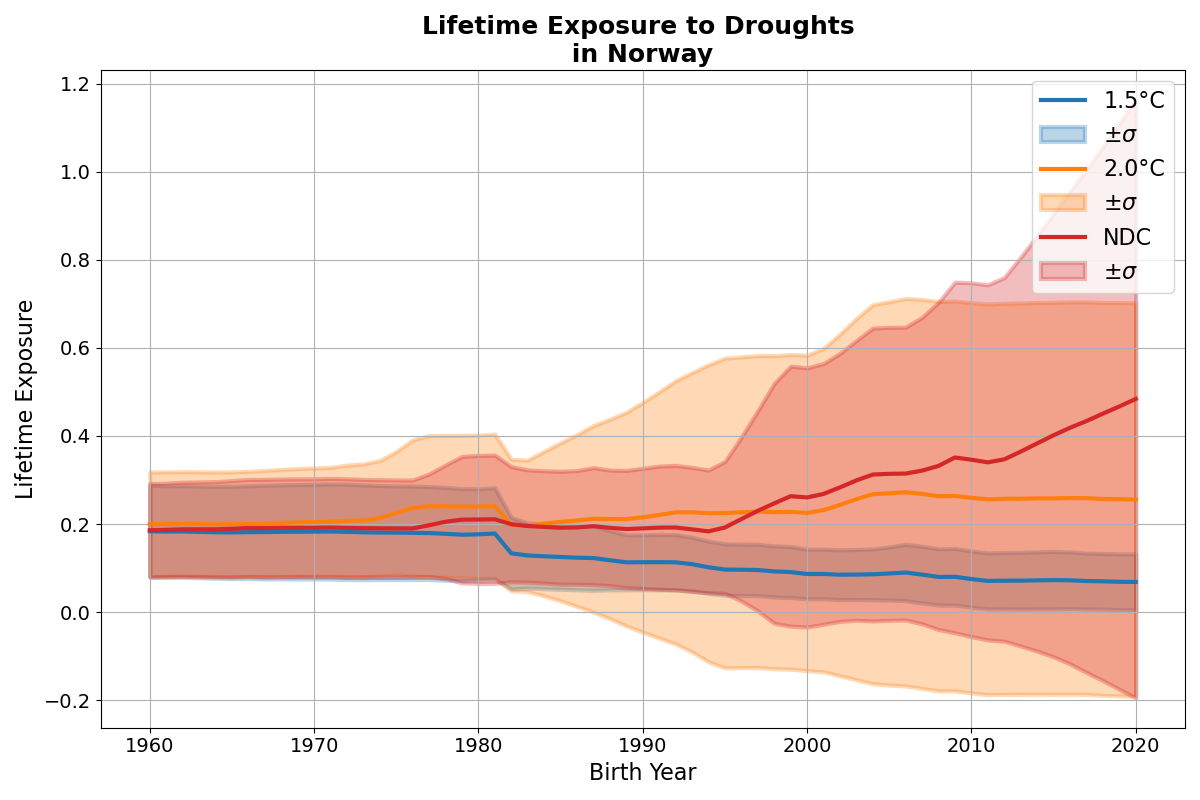 Lifetime Exposure to Droughts
in Norway
1.2
1.0
0.8
0.6
0.4
0.2
0.0
−0.2
Lifetime Exposure
1.5°C
±σ
2.0°C
±σ
NDC
±σ
1960 1970 1980 1990 2000 2010 2020
Birth Year